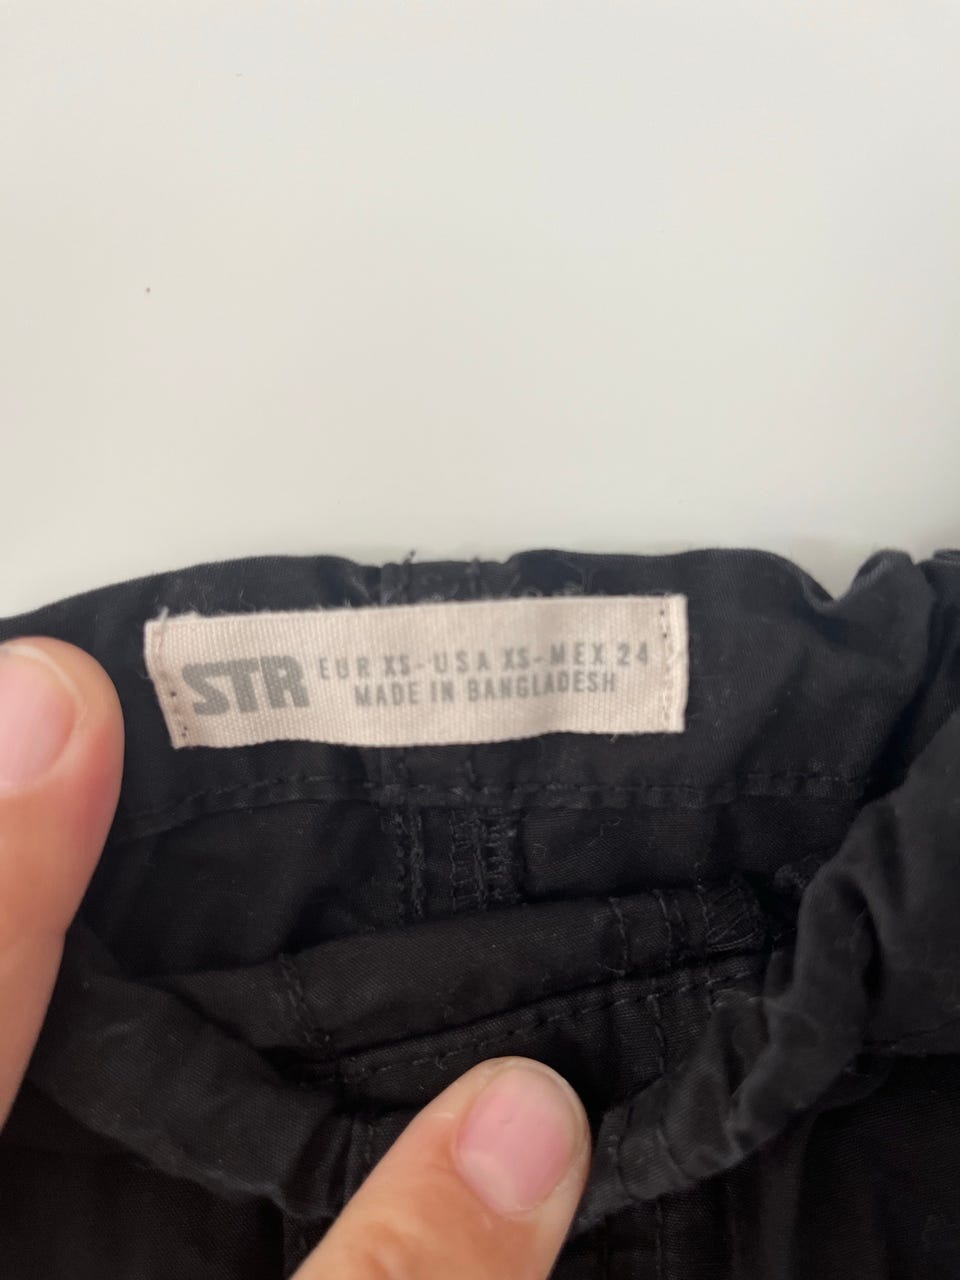 STR
EUR XS-USA XS-MEX 24
MADE IN BANGLADESH